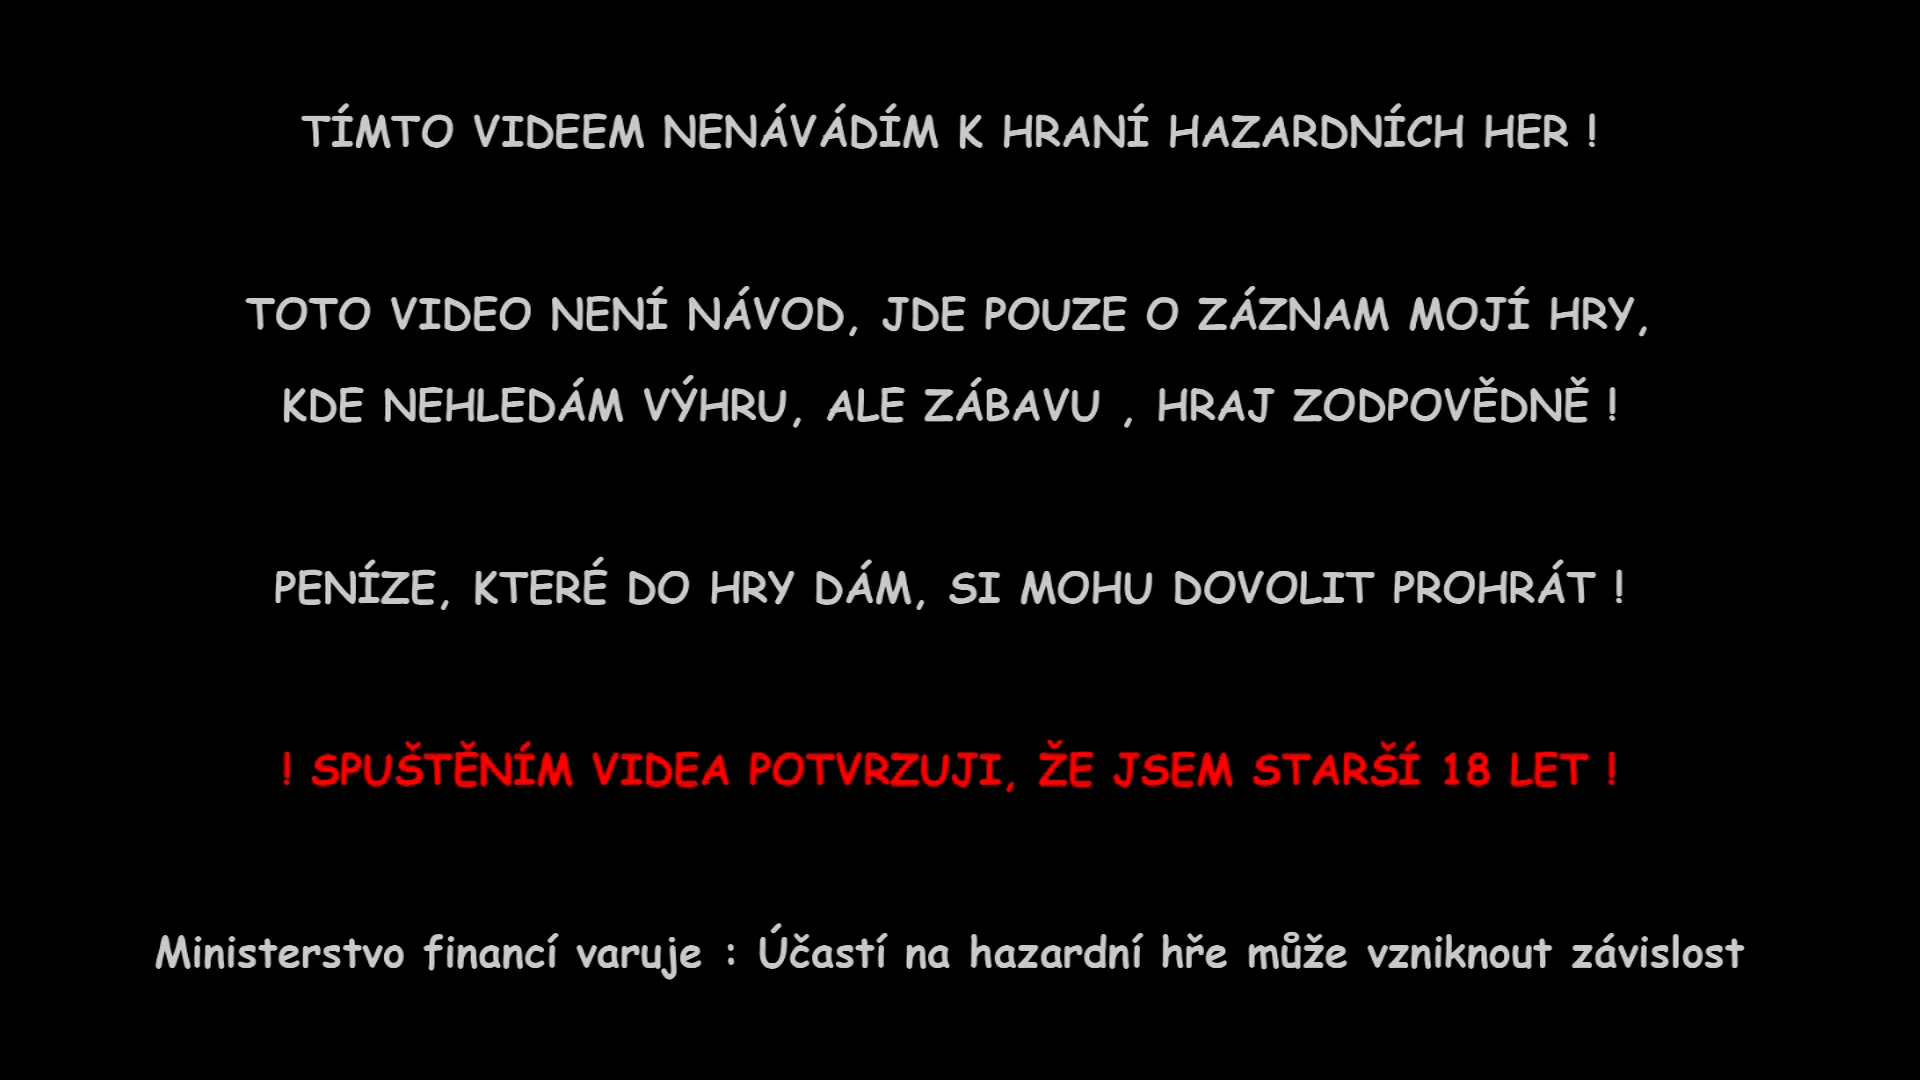 TÍMTO VIDEEM NENÁVÁDÍM K HRANÍ HAZARDNÍCH HER !
TOTO VIDEO NENÍ NÁVOD, JDE POUZE O ZÁZNAM MOJÍ HRY,
KDE NEHLEDÁM VÝHRU, ALE ZÁBAVU , HRAJ ZODPOVĚDNĚ !
PENÍZE, KTERÉ DO HRY DÁM, SI MOHU DOVOLIT PROHRÁT !
! SPUŠTĚNÍM VIDEA POTVRZUJI, ŽE JSEM STARŠÍ 18 LET !
Ministerstvo financí varuje : Účastí na hazardní hře může vzniknout závislost